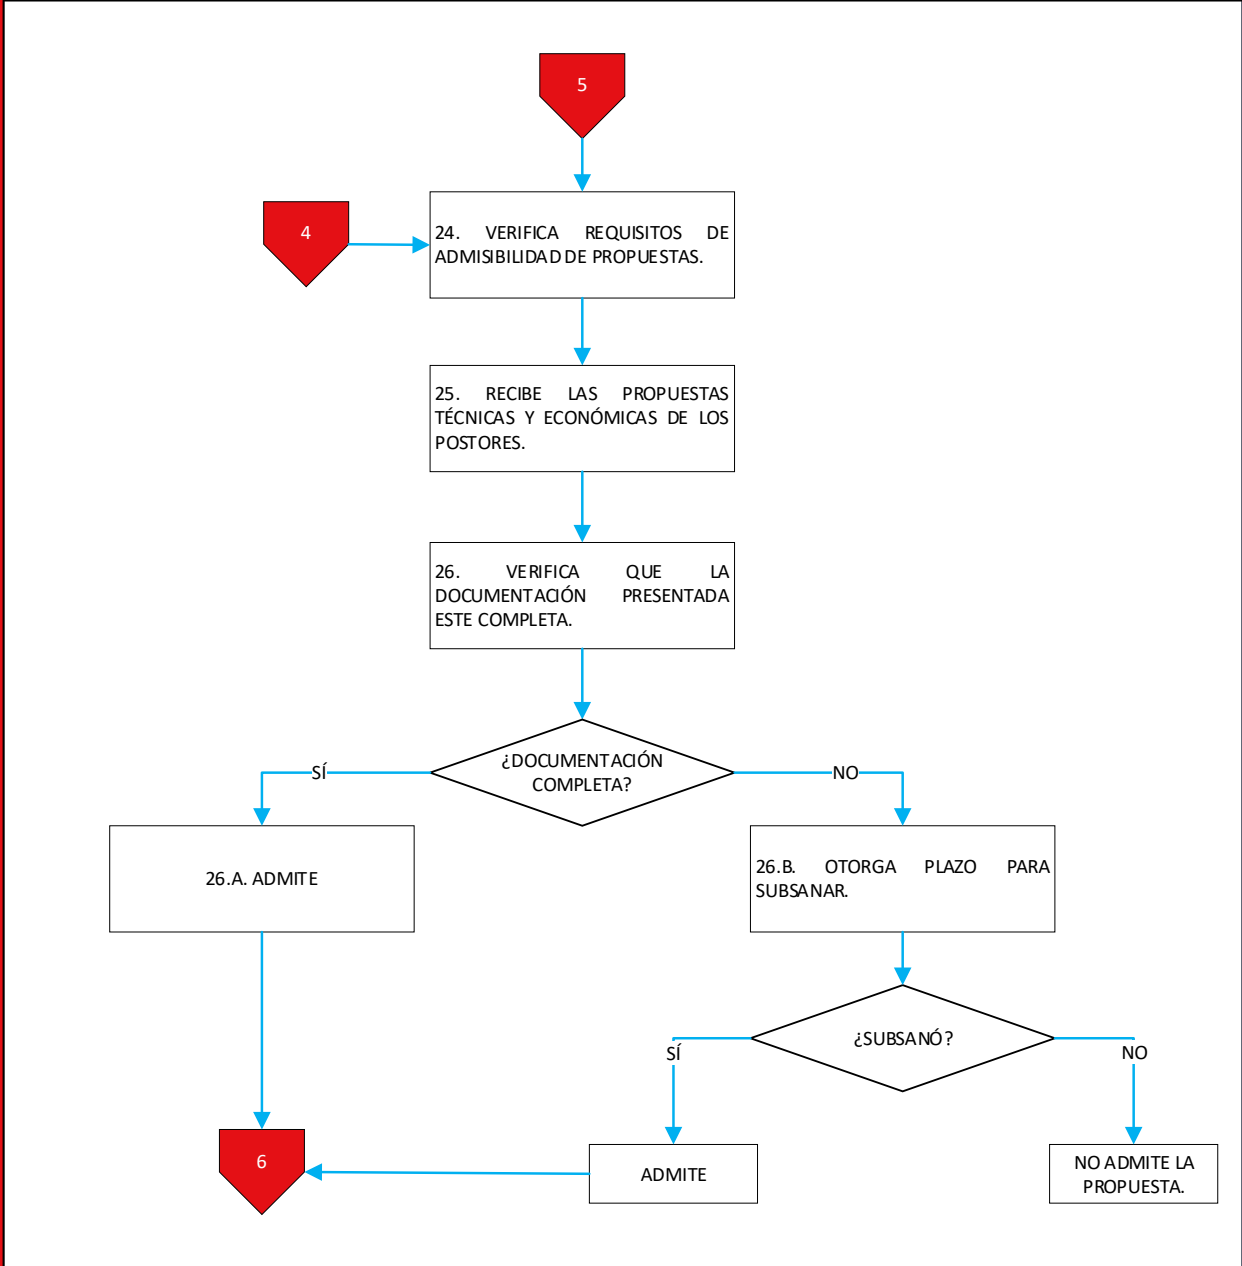 5
4
24. VERIFICA REQUISITOS DE
ADMISIBILIDAD DE PROPUESTAS.
25. RECIBE LAS PROPUESTAS
TÉCNICAS Y ECONÓMICAS DE LOS
POSTORES.
26. VERIFICA QUE LA
DOCUMENTACIÓN PRESENTADA
ESTE COMPLETA.
¿DOCUMENTACIÓN
COMPLETA?
SÍ
NO
26.A. ADMITE
26.B. OTORGA PLAZO PARA
SUBSANAR.
¿SUBSANÓ?
SÍ
NO
6
ADMITE
NO ADMITE LA
PROPUESTA.